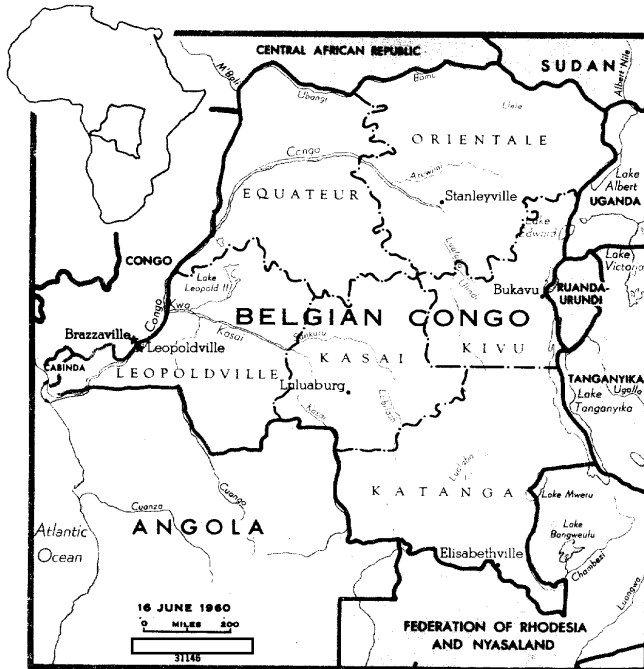 CENTRAL AFRICAN REPUBLIC
SUDAN
Albert Nile
M'Bali
Ubangi
Bomu
Uele
ORIENTALE
Congo
Aruwimi
EQUATEUR
Stanleyville
Lake
Albert
UGANDA
Lake
Edward
Lake
Victoria
CONGO
Lake
Leopold II
Lualaba
Ulindi
Bukavu
RUANDA-
URUNDI
Congo
Kwa
BELGIAN CONGO
Brazzaville
Kasai
Sankuru
Leopoldville
KASAI
KIVU
CABINDA
LEOPOLDVILLE
Luluaburg
TANGANYIKA
Ugalla
Lake
Tanganyika
Kasai
Lubilash
Lualaba
Cuango
KATANGA
Lake Mweru
Cuanza
ANGOLA
Lake
Bangweulu
Atlantic
Ocean
Elisabethville
Chambezi
Luangwa
16 JUNE 1960
0 MILES 200
FEDERATION OF RHODESIA
AND NYASALAND
31146